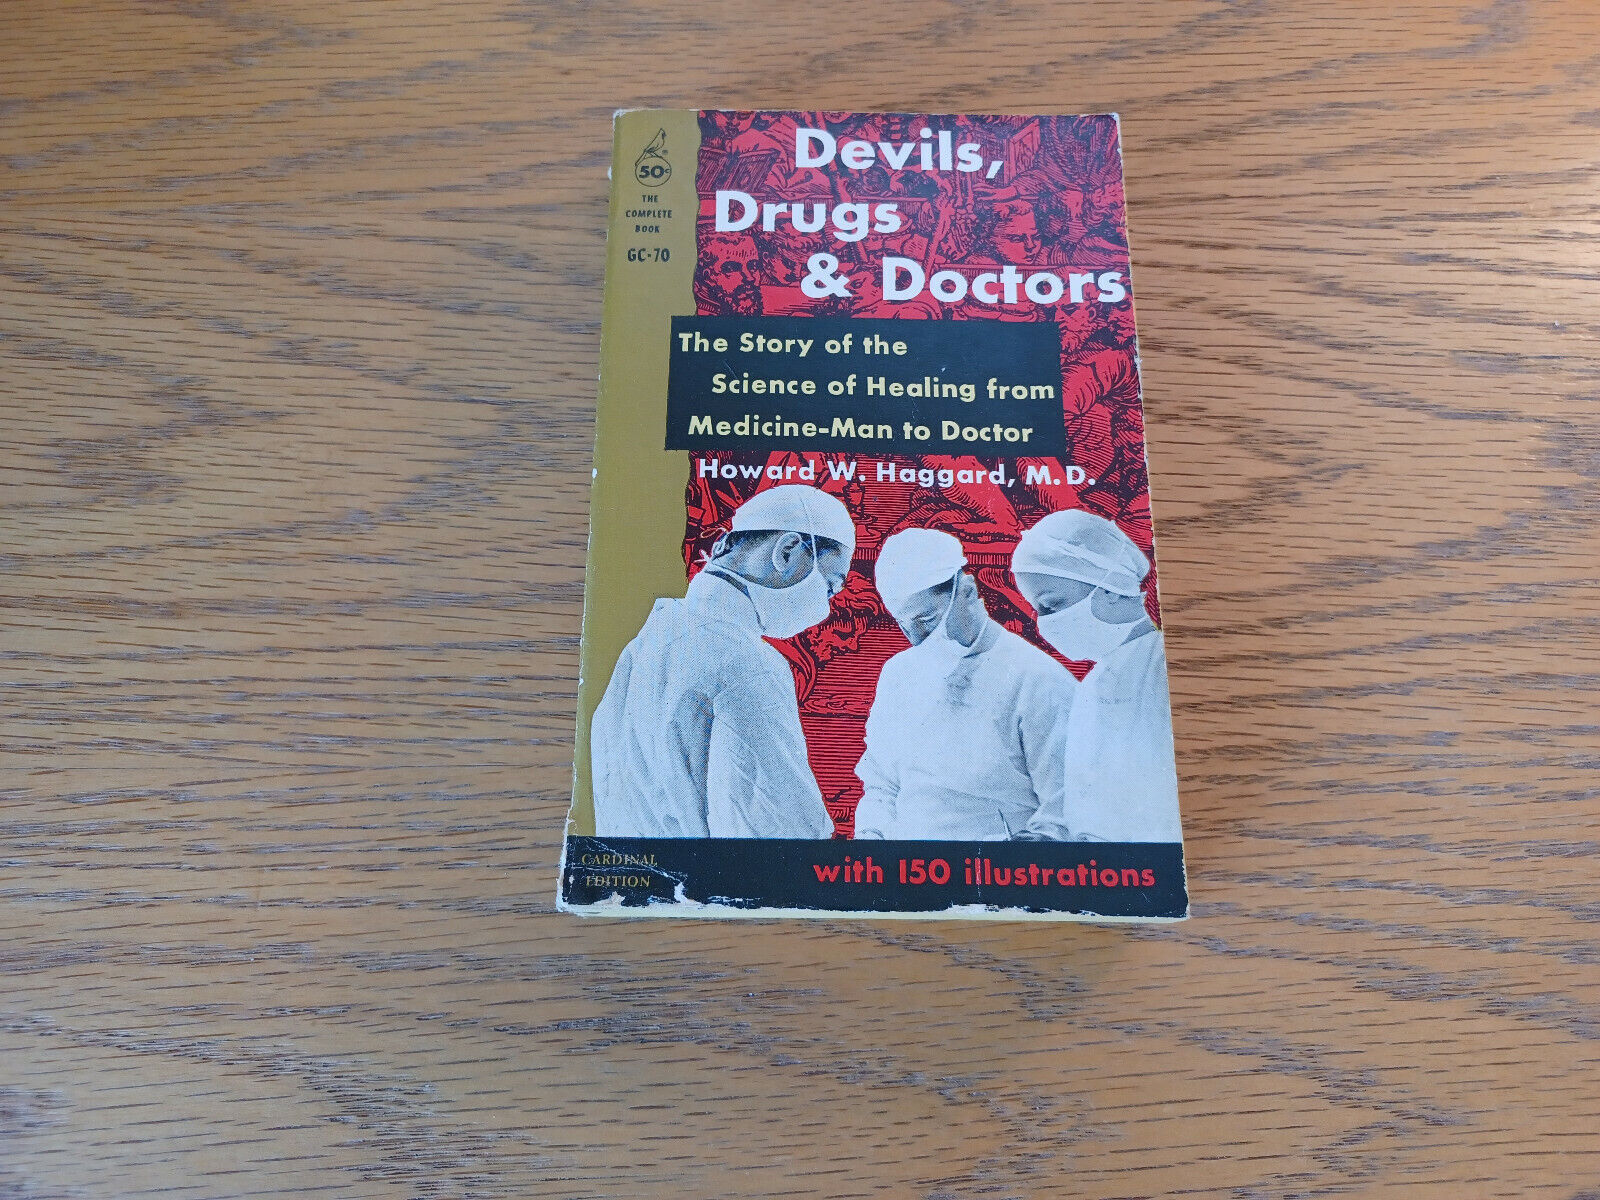 50¢
THE
COMPLETE
BOOK
GC·70
Devils,
Drugs
& Doctors
The Story of the
Science of Healing from
Medicine-Man to Doctor
Howard W. Haggard, M.D.
CARDINAL
EDITION
with 150 illustrations